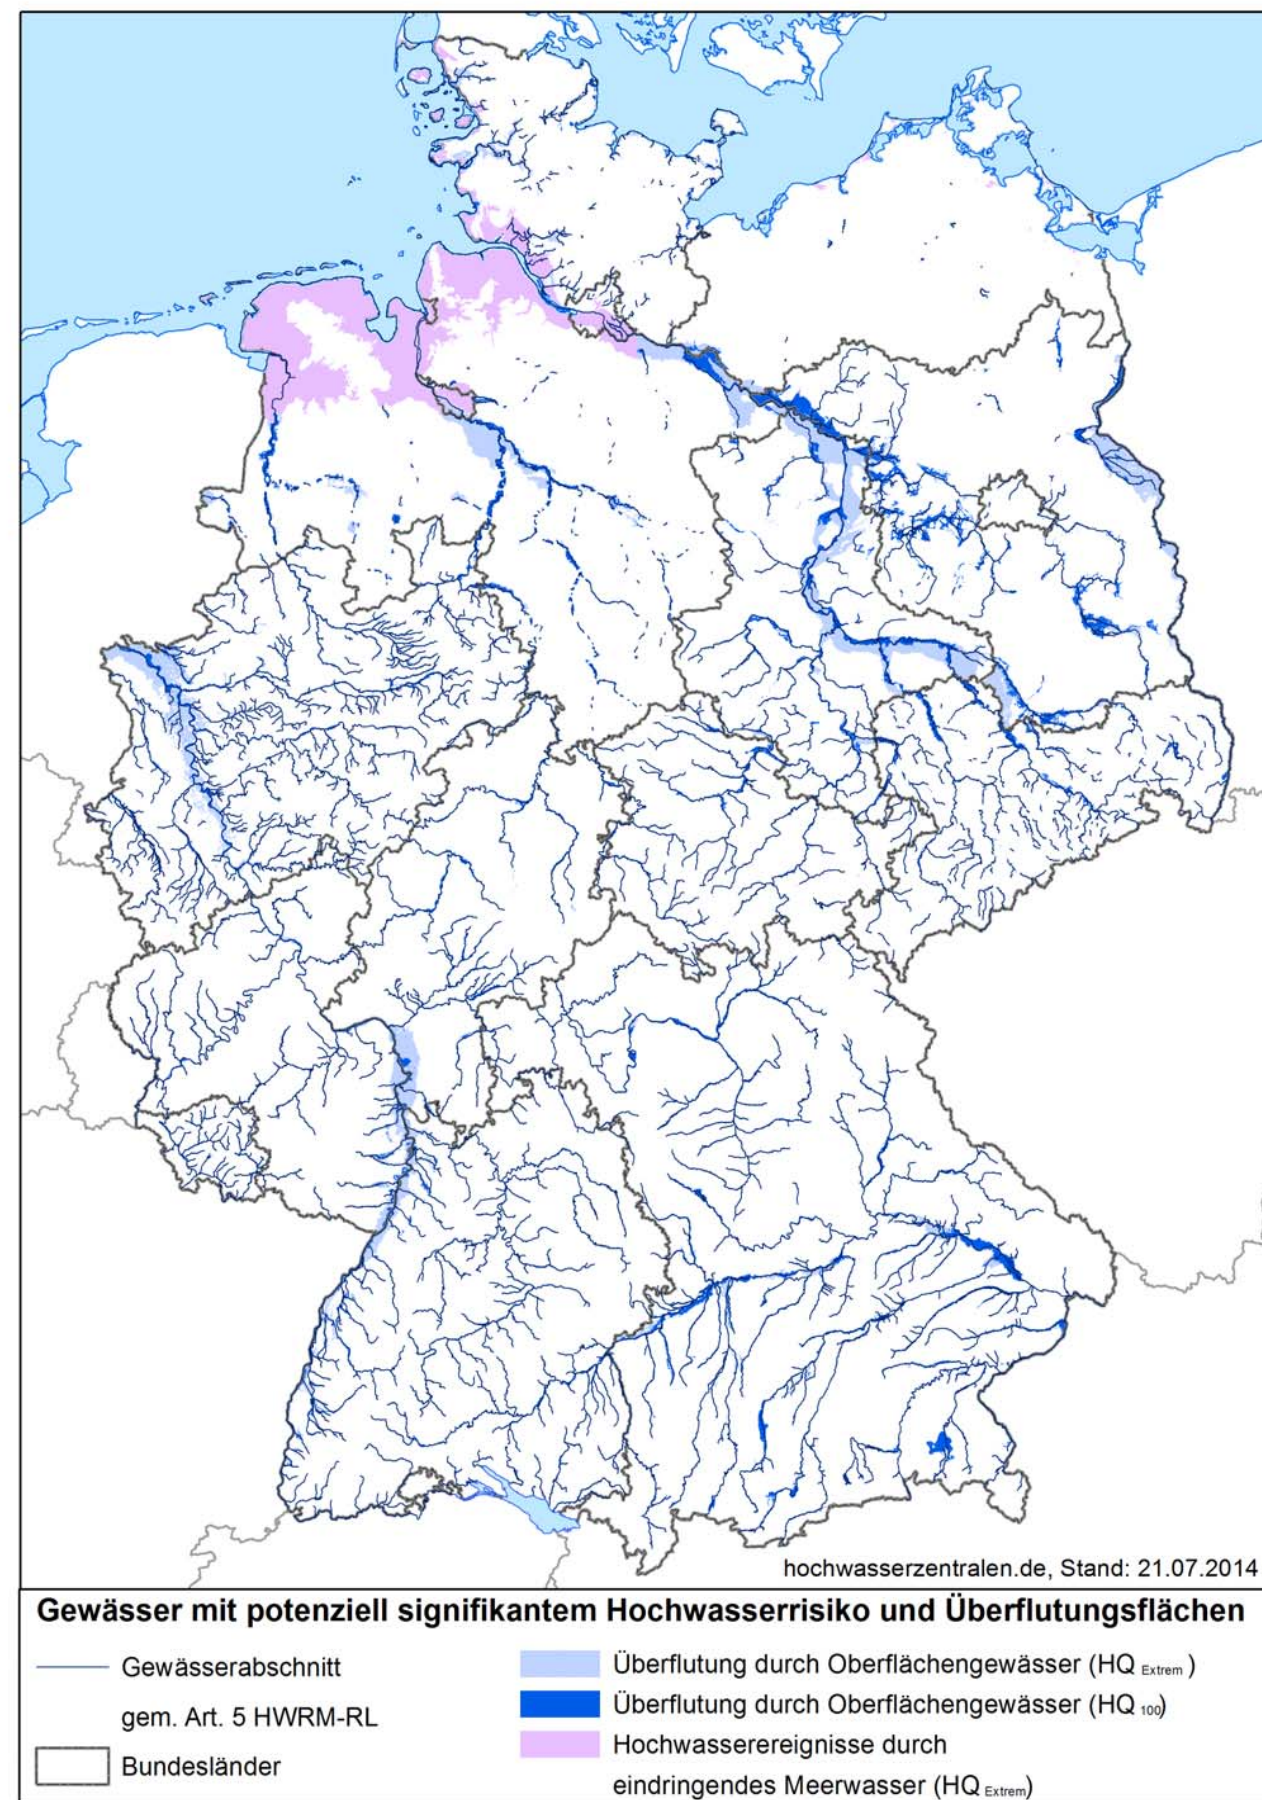 hochwasserzentralen.de, Stand: 21.07.2014
Gewässer mit potenziell signifikantem Hochwasserrisiko und Überflutungsflächen
Gewässerabschnitt
gem. Art. 5 HWRM-RL
Bundesländer
Überflutung durch Oberflächengewässer (HQ Extrem )
Überflutung durch Oberflächengewässer (HQ 100)
Hochwasserereignisse durch
eindringendes Meerwasser (HQ Extrem)